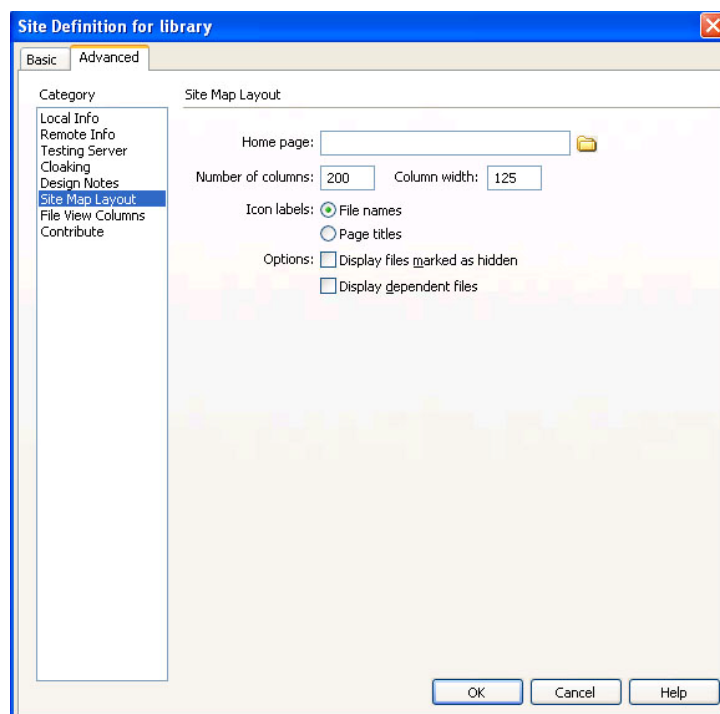 Site Definition for library
Basic
Advanced
Category
Local Info
Remote Info
Testing Server
Cloaking
Design Notes
Site Map Layout
File View Columns
Contribute
Site Map Layout
Home page:
Number of columns: 200 Column width: 125
Icon labels: File names
Page titles
Options: Display files marked as hidden
Display dependent files
OK Cancel Help